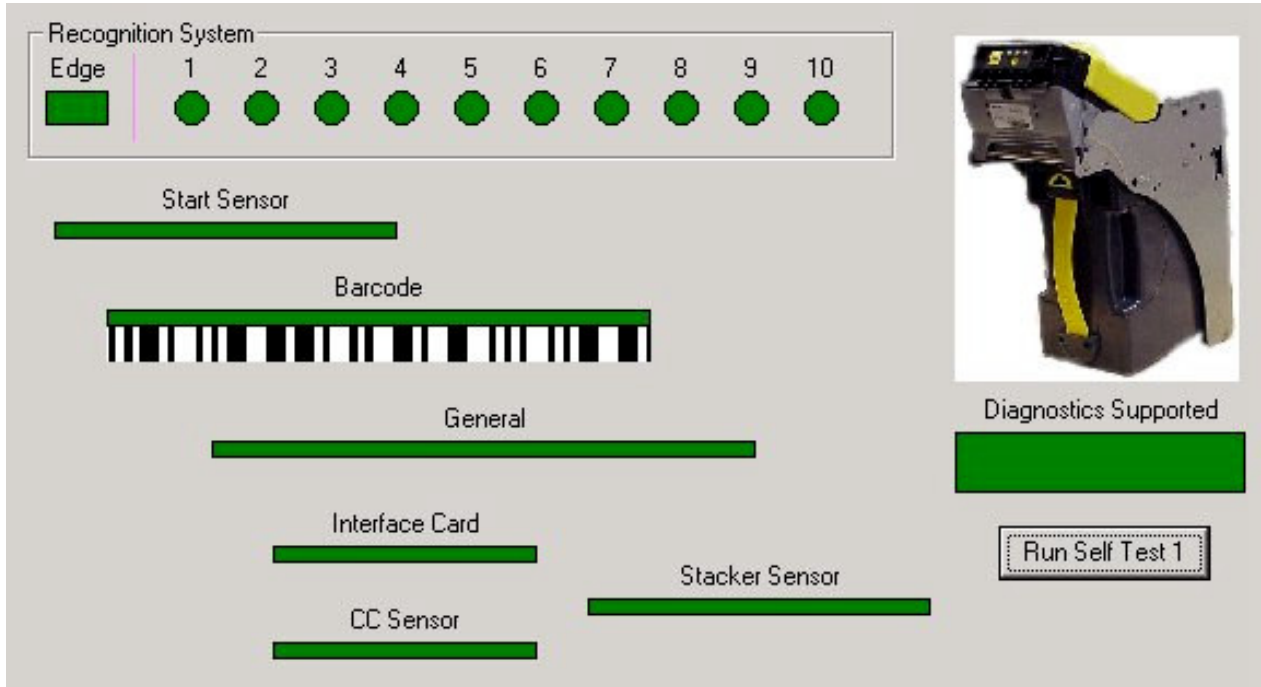 Recognition System
Edge 1 2 3 4 5 6 7 8 9 10
Start Sensor
Barcode
General
Diagnostics Supported
Interface Card
Run Self Test 1
Stacker Sensor
CC Sensor